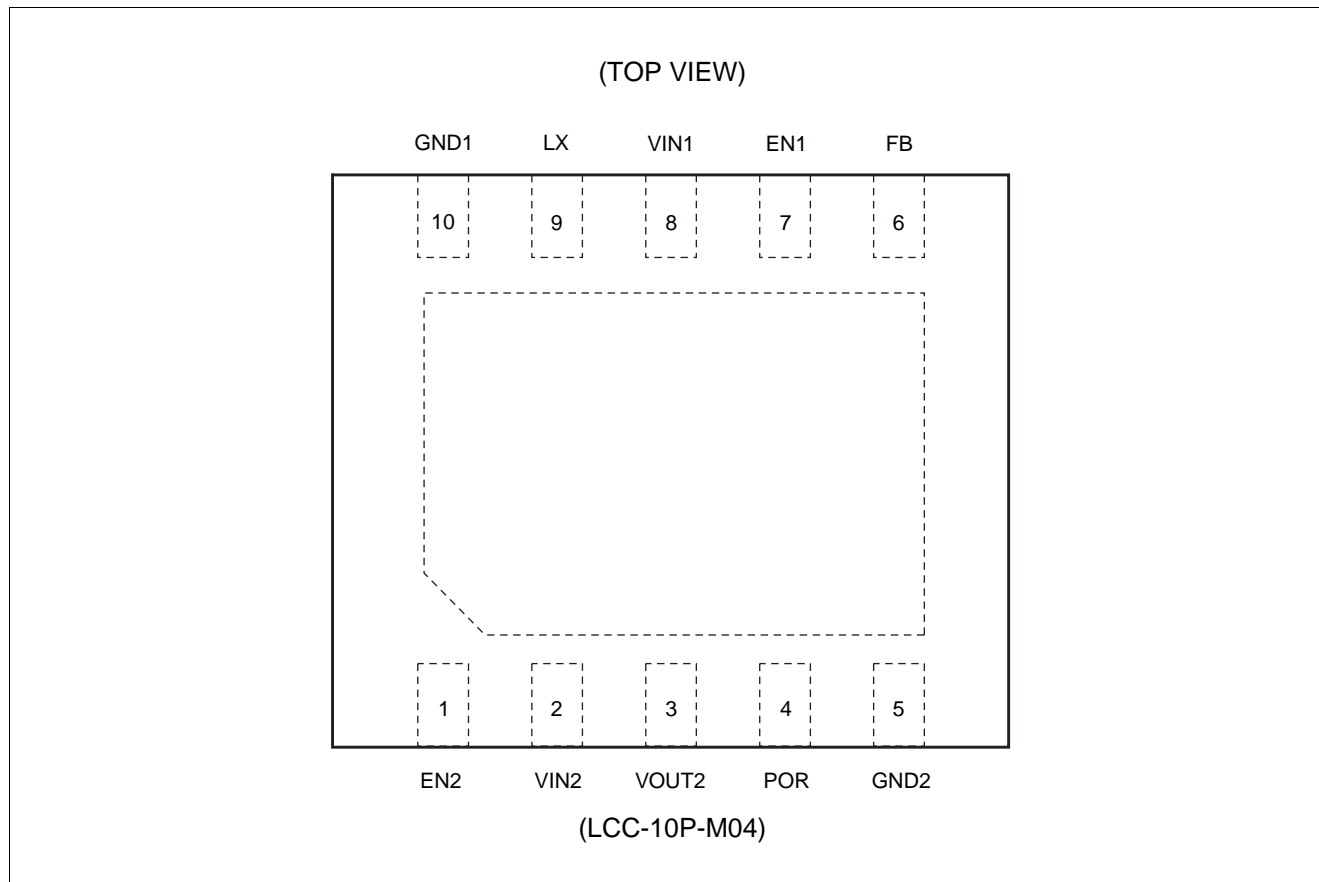 (TOP VIEW)
GND1 LX VIN1 EN1 FB
10 9 8 7 6
1 2 3 4 5
EN2 VIN2 VOUT2 POR GND2
(LCC-10P-M04)